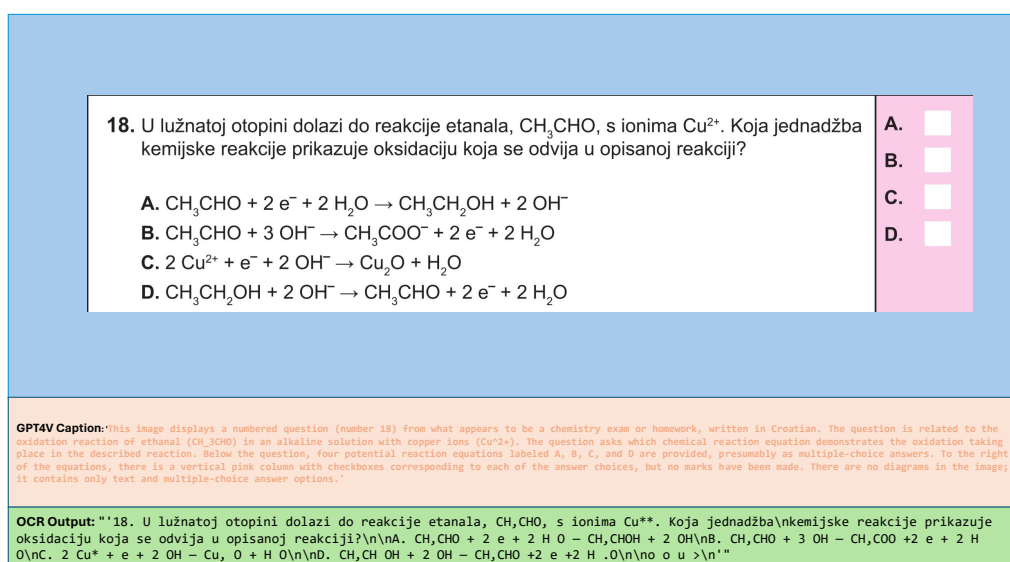 18. U lužnatoj otopini dolazi do reakcije etanala, CH₃CHO, s ionima Cu²⁺. Koja jednadžba
kemijske reakcije prikazuje oksidaciju koja se odvija u opisanoj reakciji?
A. CH₃CHO + 2 e⁻ + 2 H₂O → CH₃CH₂OH + 2 OH⁻
B. CH₃CHO + 3 OH⁻ → CH₃COO⁻ + 2 e⁻ + 2 H₂O
C. 2 Cu²⁺ + e⁻ + 2 OH⁻ → Cu₂O + H₂O
D. CH₃CH₂OH + 2 OH⁻ → CH₃CHO + 2 e⁻ + 2 H₂O
A.
B.
C.
D.
GPT4V Caption:'This image displays a numbered question (number 18) from what appears to be a chemistry exam or homework, written in Croatian. The question is related to the
oxidation reaction of ethanal (CH_3CHO) in an alkaline solution with copper ions (Cu^2+). The question asks which chemical reaction equation demonstrates the oxidation taking
place in the described reaction. Below the question, four potential reaction equations labeled A, B, C, and D are provided, presumably as multiple-choice answers. To the right
of the equations, there is a vertical pink column with checkboxes corresponding to each of the answer choices, but no marks have been made. There are no diagrams in the image;
it contains only text and multiple-choice answer options.'
OCR Output: "'18. U lužnatoj otopini dolazi do reakcije etanala, CH,CHO, s ionima Cu**. Koja jednadžba\nkemijske reakcije prikazuje
oksidaciju koja se odvija u opisanoj reakciji?\n\nA. CH,CHO + 2 e + 2 H O – CH,CHOH + 2 OH\nB. CH,CHO + 3 OH – CH,COO +2 e + 2 H
O\nC. 2 Cu* + e + 2 OH – Cu, O + H O\n\nD. CH,CH OH + 2 OH – CH,CHO +2 e +2 H .O\n\no o u >\n'"